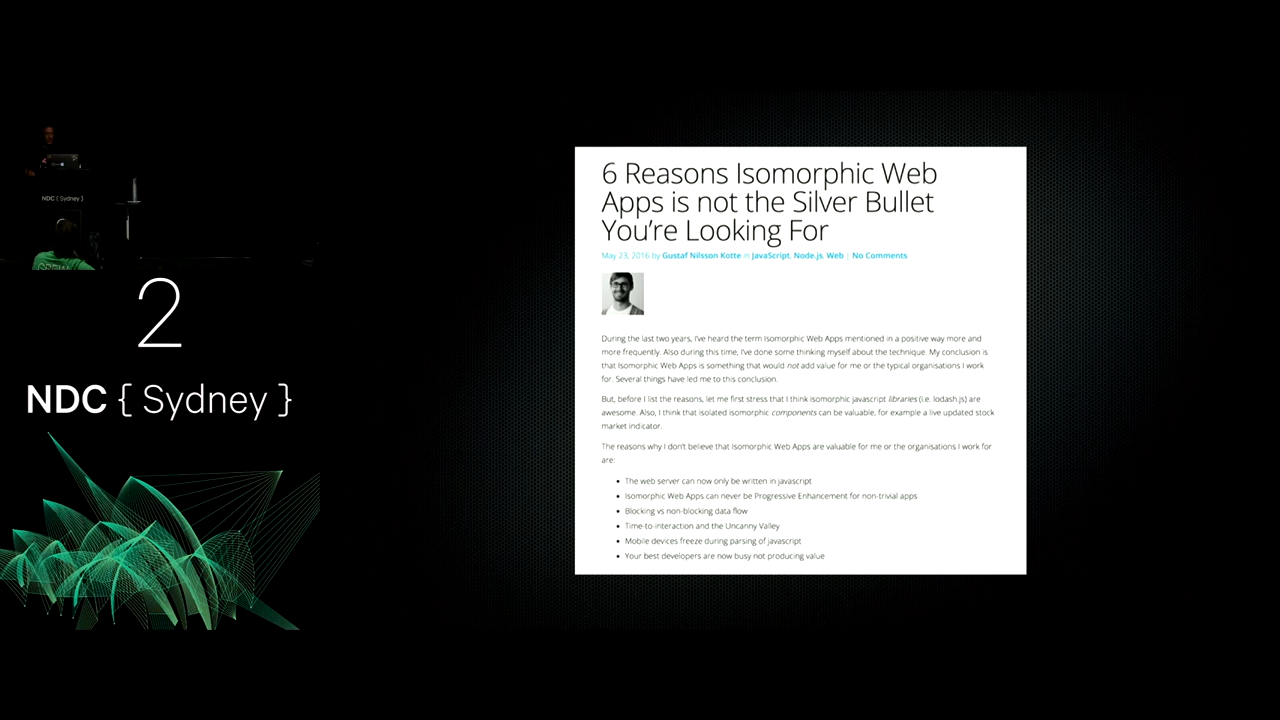 NDC { Sydney }
2
NDC { Sydney }
6 Reasons Isomorphic Web
Apps is not the Silver Bullet
You're Looking For
May 23, 2016 by Gustaf Nilsson Kotte in JavaScript, Node.js, Web | No Comments
During the last two years, I've heard the term Isomorphic Web Apps mentioned in a positive way more and
more frequently. Also during this time, I've done some thinking myself about the technique. My conclusion is
that Isomorphic Web Apps is something that would not add value for me or the typical organisations I work
for. Several things have led me to this conclusion.
But, before I list the reasons, let me first stress that I think isomorphic javascript libraries (i.e. lodash.js) are
awesome. Also, I think that isolated isomorphic components can be valuable, for example a live updated stock
market indicator.
The reasons why I don't believe that Isomorphic Web Apps are valuable for me or the organisations I work for
are:
• The web server can now only be written in javascript
• Isomorphic Web Apps can never be Progressive Enhancement for non-trivial apps
• Blocking vs non-blocking data flow
• Time-to-interaction and the Uncanny Valley
• Mobile devices freeze during parsing of javascript
• Your best developers are now busy not producing value